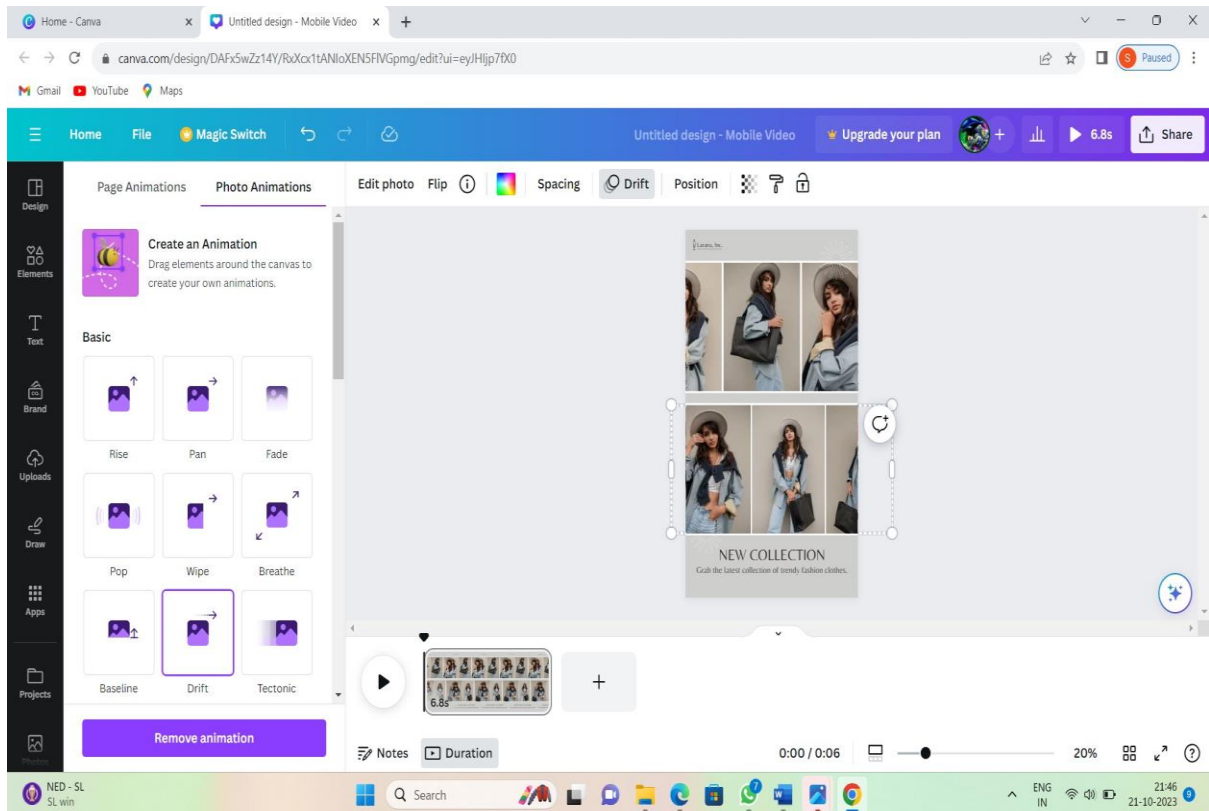 Home - Canva
Untitled design - Mobile Video
canva.com/design/DAFx5wZz14Y/RxXcx1tANIoXEN5FlVGpmg/edit?ui=eyJHIjp7fX0
S Paused
Gmail
YouTube
Maps
Home
File
Magic Switch
Untitled design - Mobile Video
Upgrade your plan
6.8s
Share
Page Animations
Photo Animations
Edit photo
Flip
Spacing
Drift
Position
Design
Elements
Text
Brand
Uploads
Draw
Apps
Projects
Photos
Create an Animation
Drag elements around the canvas to
create your own animations.
Basic
Rise
Pan
Fade
Pop
Wipe
Breathe
Baseline
Drift
Tectonic
Remove animation
NEW COLLECTION
Grab the latest collection of trendy fashion clothes.
6.8s
Notes
Duration
0:00 / 0:06
20%
NED - SL
SL win
Search
ENG
IN
21:46
21-10-2023
9